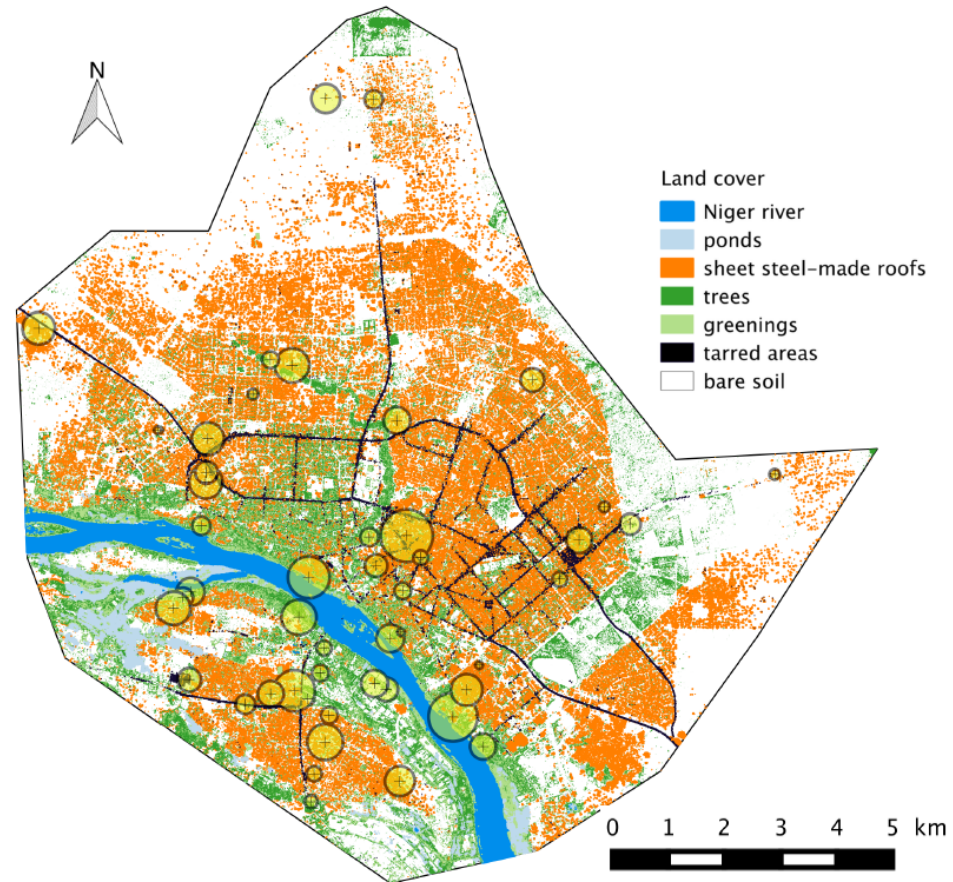 N
Land cover
Niger river
ponds
sheet steel-made roofs
trees
greenings
tarred areas
bare soil
0 1 2 3 4 5 km